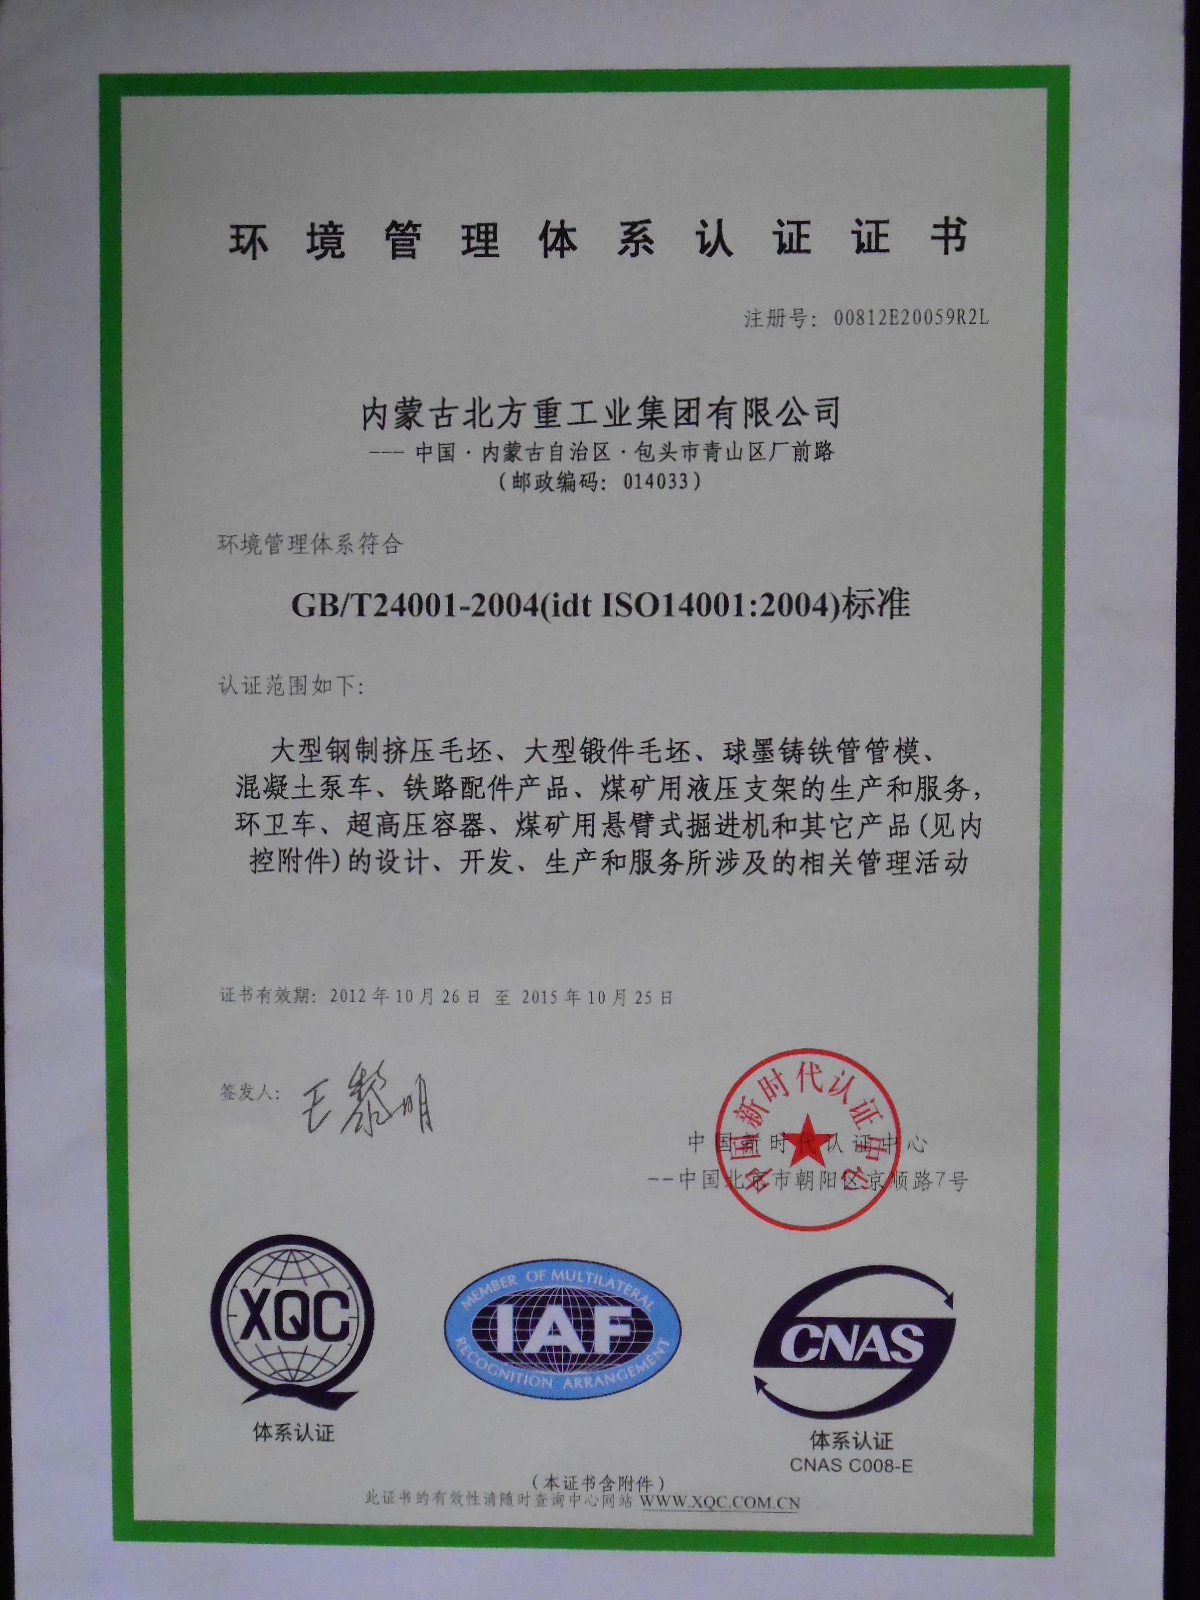 环境管理体系认证证书
注册号：00812E20059R2L
内蒙古北方重工业集团有限公司
--- 中国·内蒙古自治区·包头市青山区厂前路
（邮政编码：014033）
环境管理体系符合
GB/T24001-2004(idt ISO14001:2004)标准
认证范围如下：
大型钢制挤压毛坯、大型锻件毛坯、球墨铸铁管管模、
混凝土泵车、铁路配件产品、煤矿用液压支架的生产和服务，
环卫车、超高压容器、煤矿用悬臂式掘进机和其它产品(见内
控附件)的设计、开发、生产和服务所涉及的相关管理活动
证书有效期：2012年10月26日 至 2015年10月25日
签发人：王黎明
中国新时代认证中心
中国新时代认证中心
--中国北京市朝阳区京顺路7号
XQC
体系认证
MEMBER OF MULTILATERAL
IAF
RECOGNITION ARRANGEMENT
CNAS
体系认证
CNAS C008-E
（本证书含附件）
此证书的有效性请随时查询中心网站 WWW.XQC.COM.CN